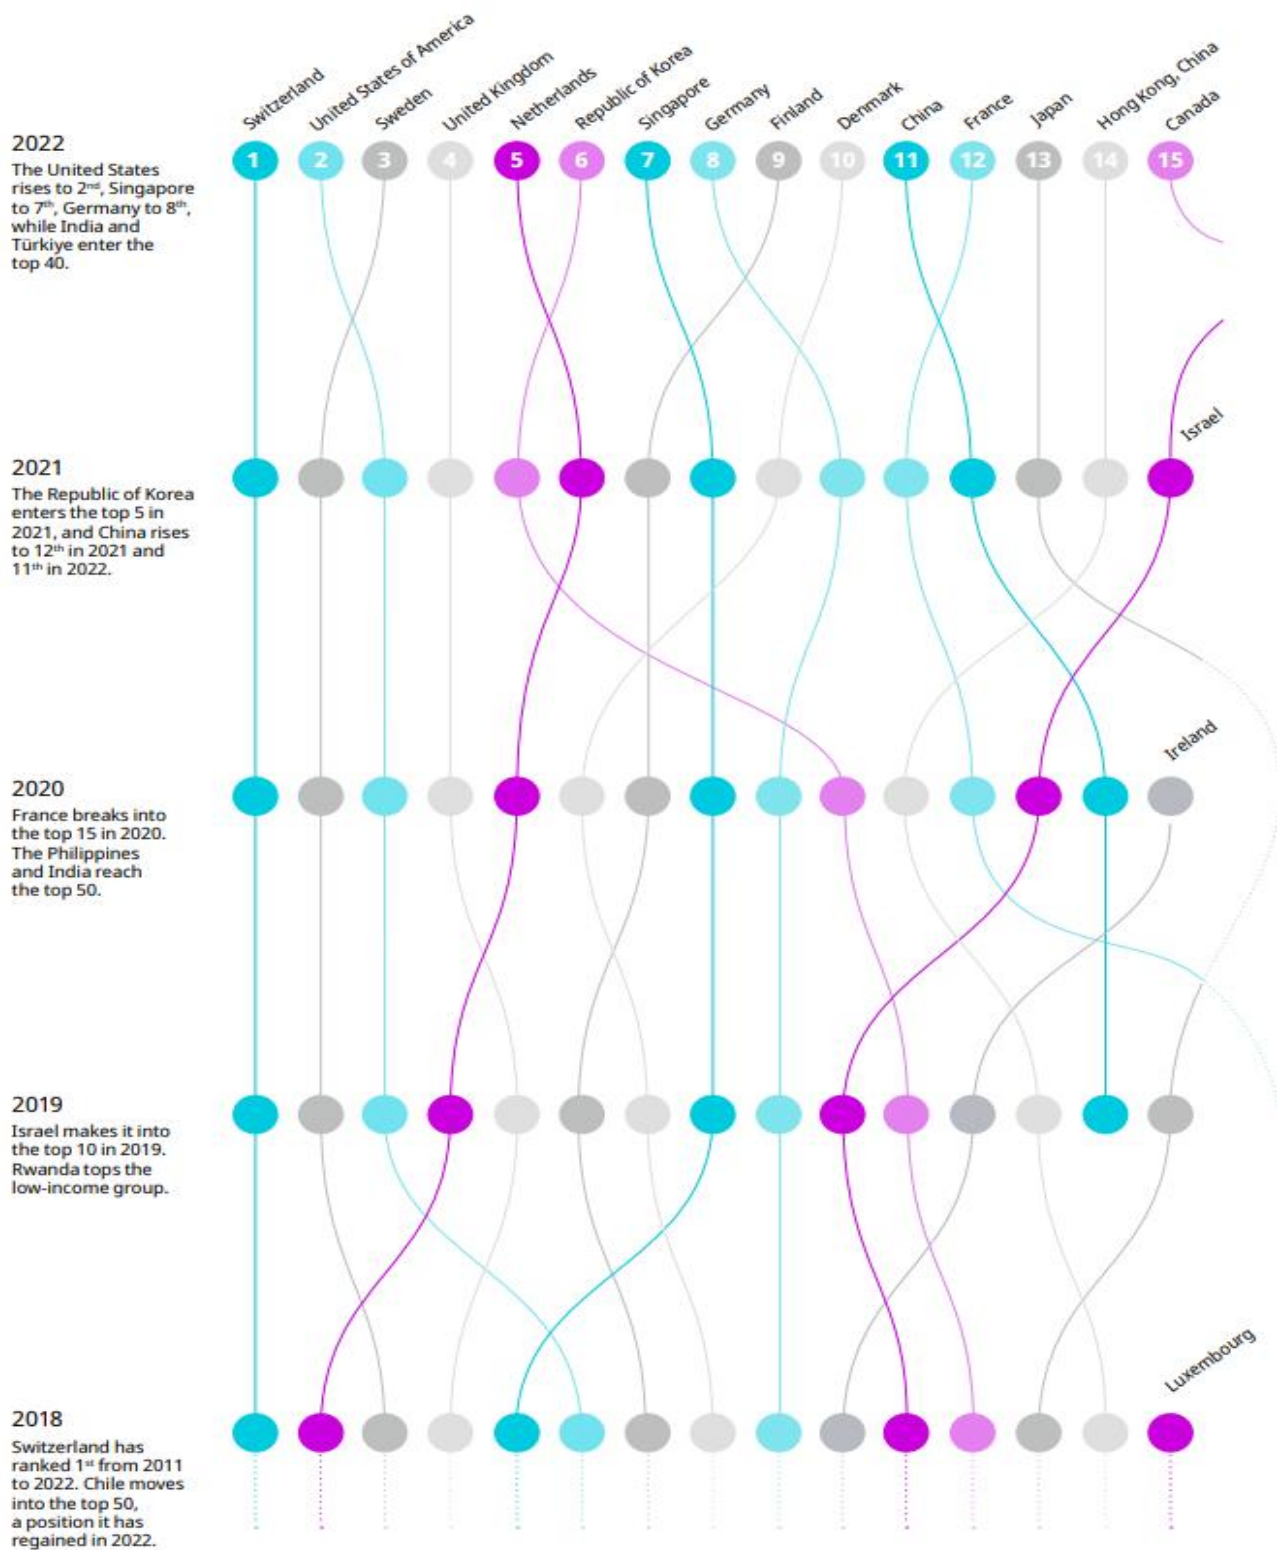 Switzerland
United States of America
Sweden
United Kingdom
Netherlands
Republic of Korea
Singapore
Germany
Finland
Denmark
China
France
Japan
Hong Kong, China
Canada
2022
The United States
rises to 2nd, Singapore
to 7th, Germany to 8th,
while India and
Türkiye enter the
top 40.
1 2 3 4 5 6 7 8 9 10 11 12 13 14 15
Israel
2021
The Republic of Korea
enters the top 5 in
2021, and China rises
to 12th in 2021 and
11th in 2022.
Ireland
2020
France breaks into
the top 15 in 2020.
The Philippines
and India reach
the top 50.
2019
Israel makes it into
the top 10 in 2019.
Rwanda tops the
low-income group.
Luxembourg
2018
Switzerland has
ranked 1st from 2011
to 2022. Chile moves
into the top 50,
a position it has
regained in 2022.